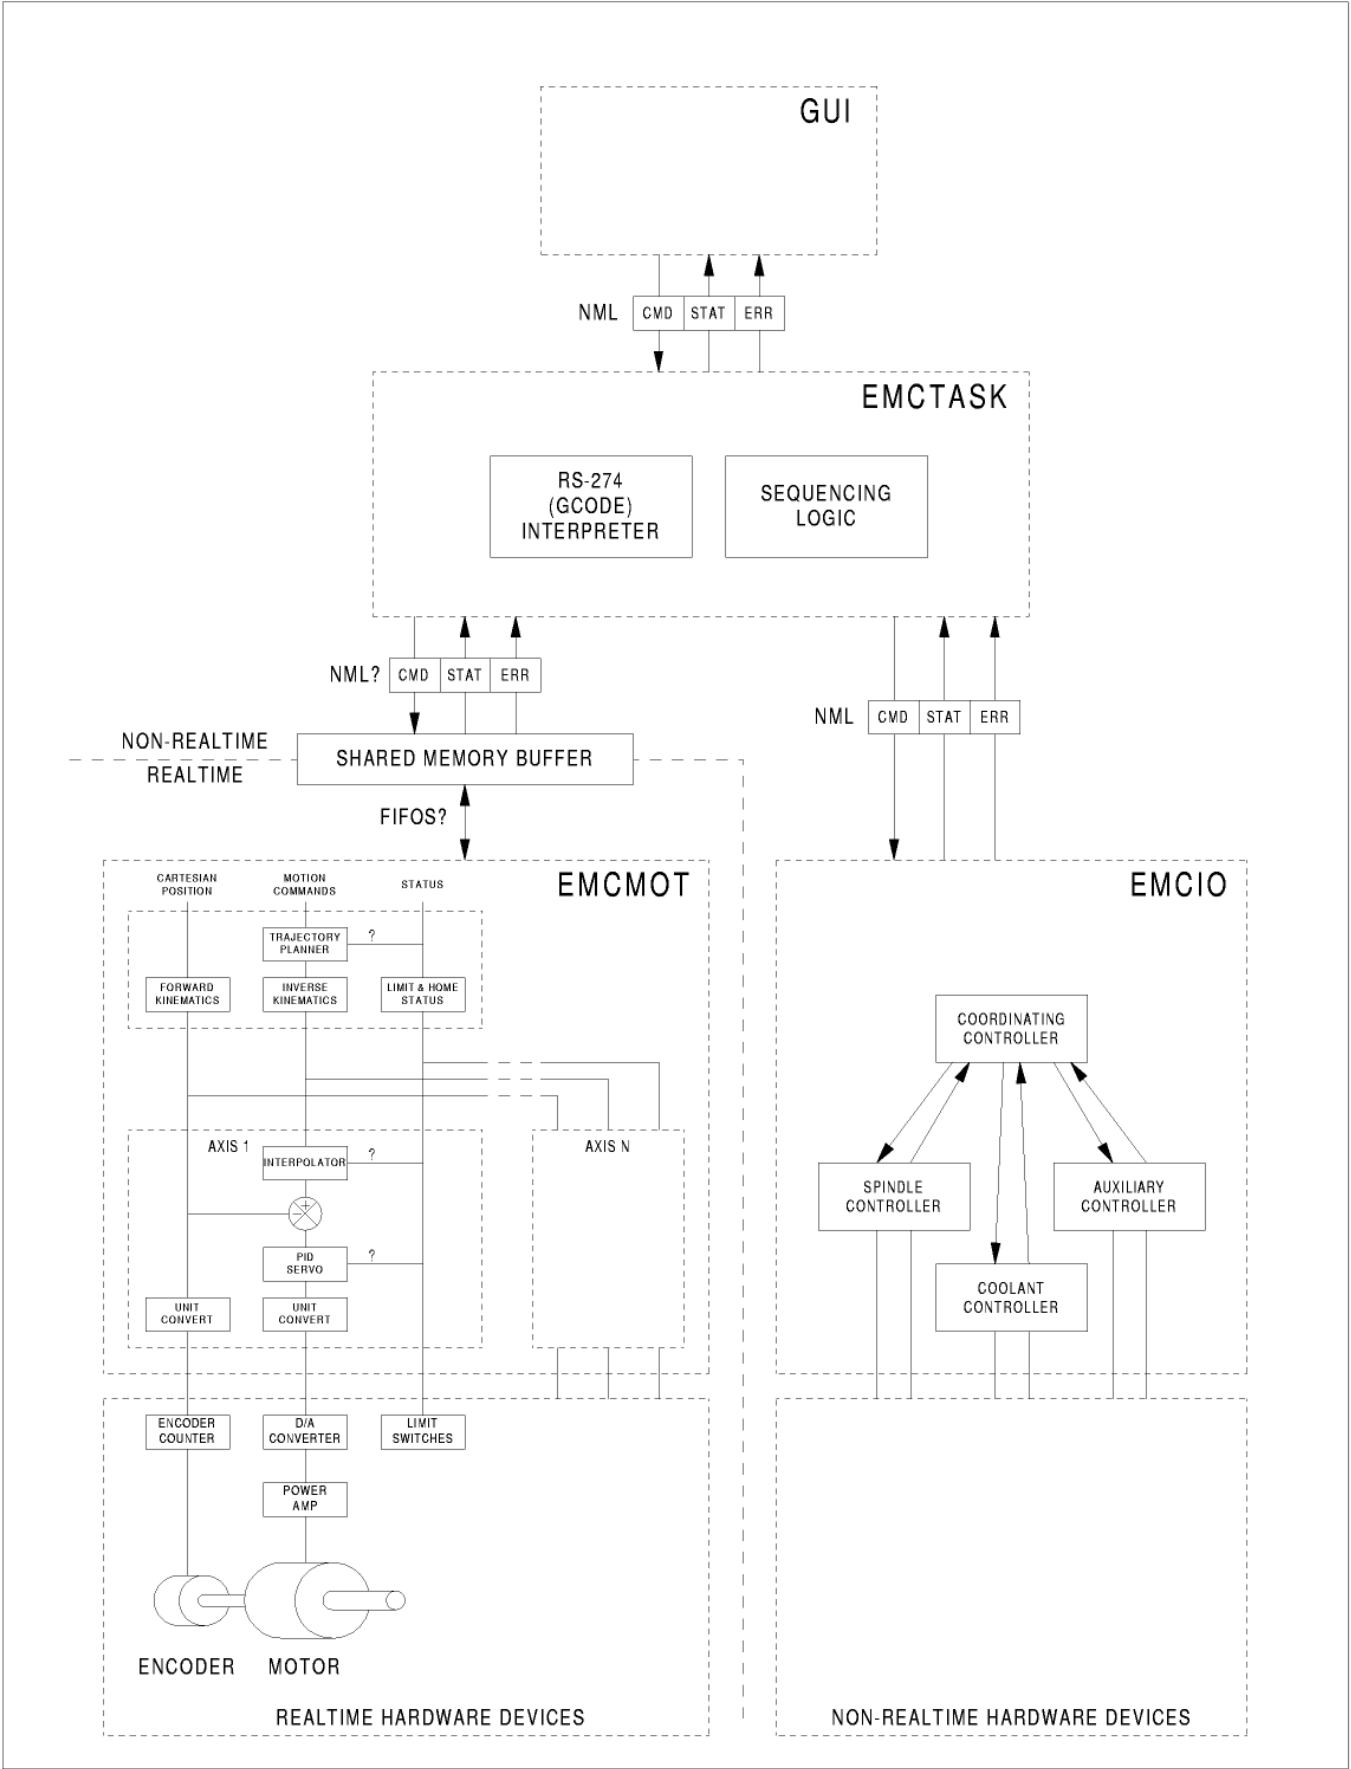 GUI
NML
CMD
STAT
ERR
EMCTASK
RS-274
(GCODE)
INTERPRETER
SEQUENCING
LOGIC
NML?
CMD
STAT
ERR
NML
CMD
STAT
ERR
NON-REALTIME
REALTIME
SHARED MEMORY BUFFER
FIFOS?
EMCMOT
CARTESIAN
POSITION
MOTION
COMMANDS
STATUS
TRAJECTORY
PLANNER
?
FORWARD
KINEMATICS
INVERSE
KINEMATICS
LIMIT & HOME
STATUS
AXIS 1
INTERPOLATOR
?
+
−
PID
SERVO
?
UNIT
CONVERT
UNIT
CONVERT
AXIS N
EMCIO
COORDINATING
CONTROLLER
SPINDLE
CONTROLLER
AUXILIARY
CONTROLLER
COOLANT
CONTROLLER
ENCODER
COUNTER
D/A
CONVERTER
LIMIT
SWITCHES
POWER
AMP
ENCODER
MOTOR
REALTIME HARDWARE DEVICES
NON-REALTIME HARDWARE DEVICES